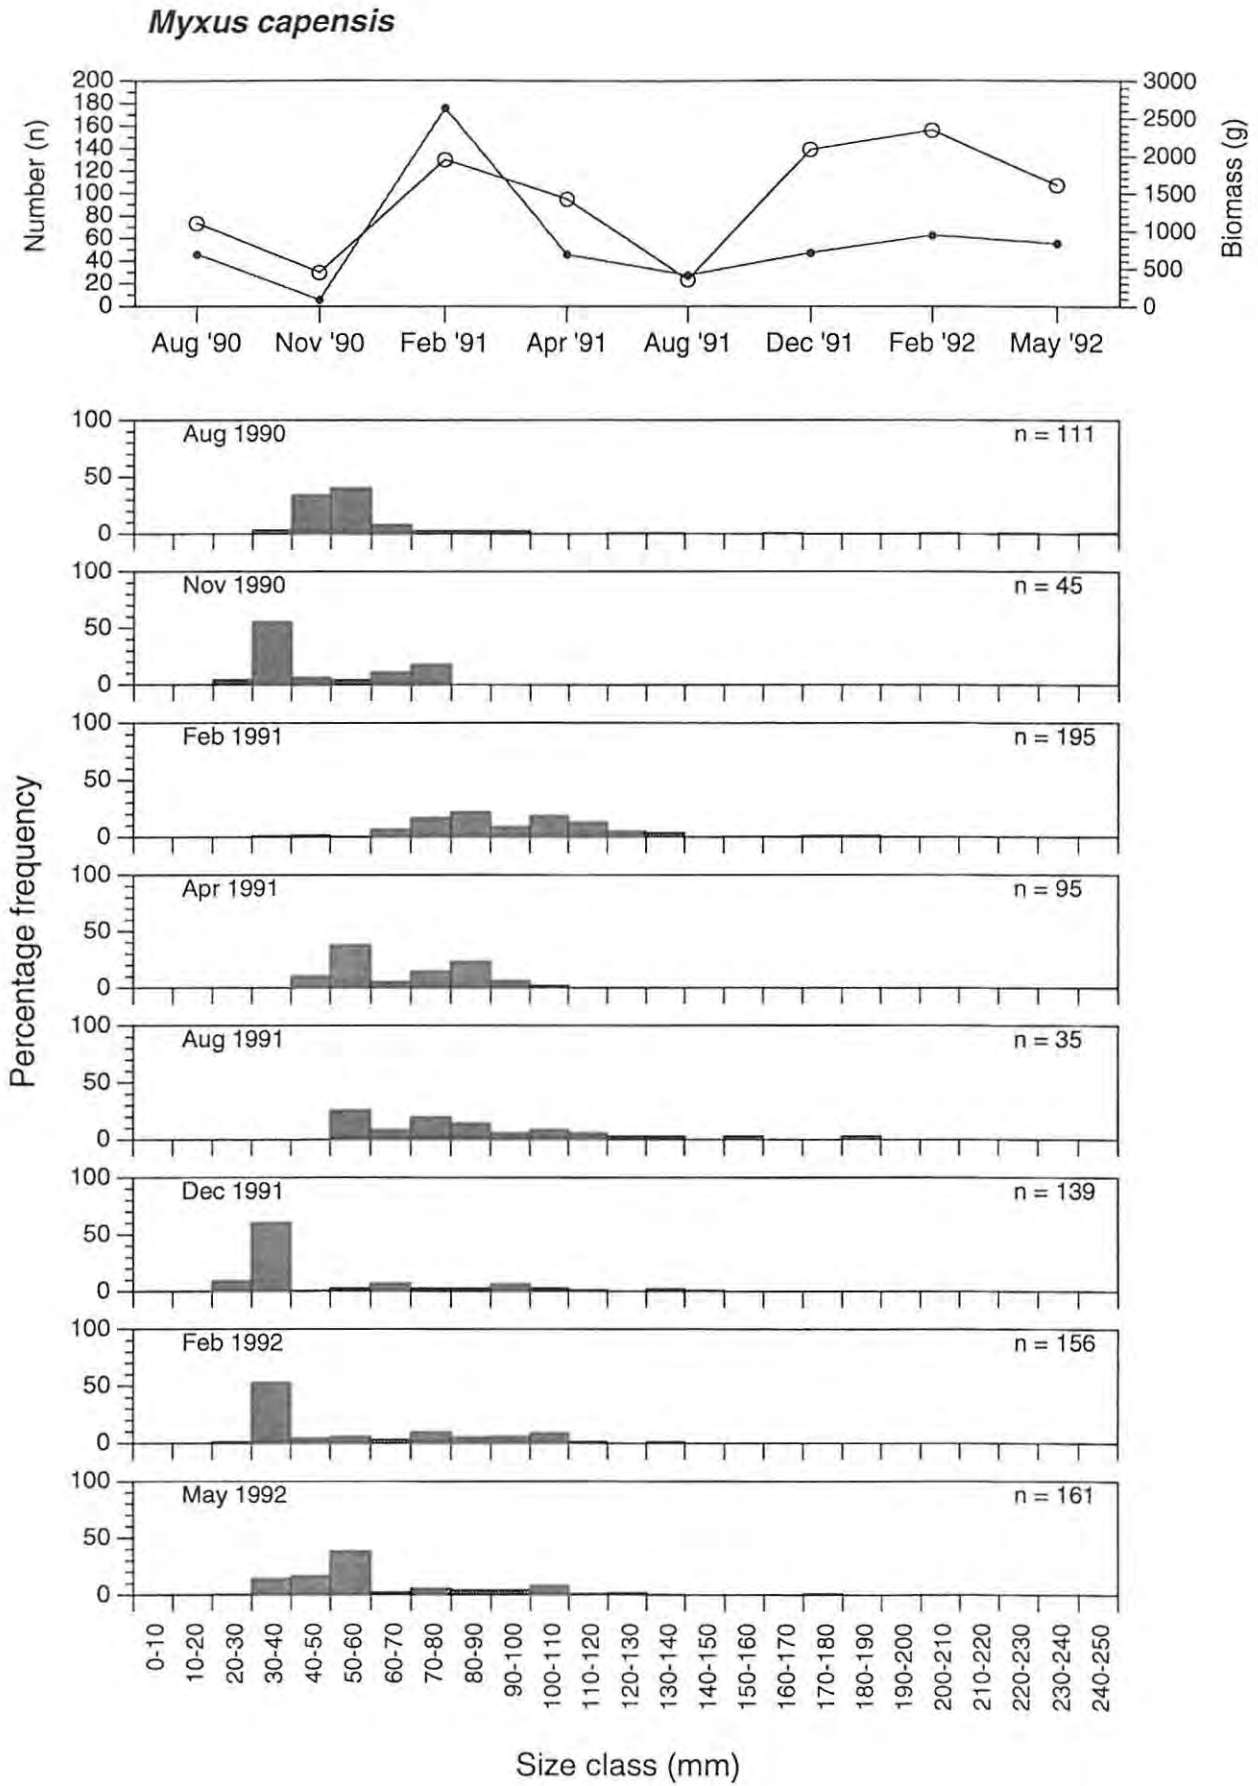 Myxus capensis
Number (n)
200
180
160
140
120
100
80
60
40
20
0
3000
2500
2000
1500
1000
500
0
Biomass (g)
Aug '90 Nov '90 Feb '91 Apr '91 Aug '91 Dec '91 Feb '92 May '92
Percentage frequency
100
50
0
Aug 1990 n = 111
100
50
0
Nov 1990 n = 45
100
50
0
Feb 1991 n = 195
100
50
0
Apr 1991 n = 95
100
50
0
Aug 1991 n = 35
100
50
0
Dec 1991 n = 139
100
50
0
Feb 1992 n = 156
100
50
0
May 1992 n = 161
0-10 10-20 20-30 30-40 40-50 50-60 60-70 70-80 80-90 90-100 100-110 110-120 120-130 130-140 140-150 150-160 160-170 170-180 180-190 190-200 200-210 210-220 220-230 230-240 240-250
Size class (mm)